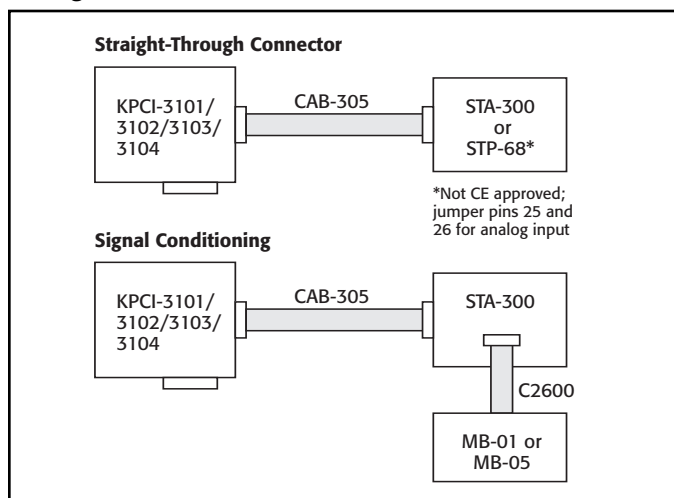 Straight-Through Connector
KPCI-3101/
3102/3103/
3104
CAB-305
STA-300
or
STP-68*
*Not CE approved;
jumper pins 25 and
26 for analog input
Signal Conditioning
KPCI-3101/
3102/3103/
3104
CAB-305
STA-300
C2600
MB-01 or
MB-05